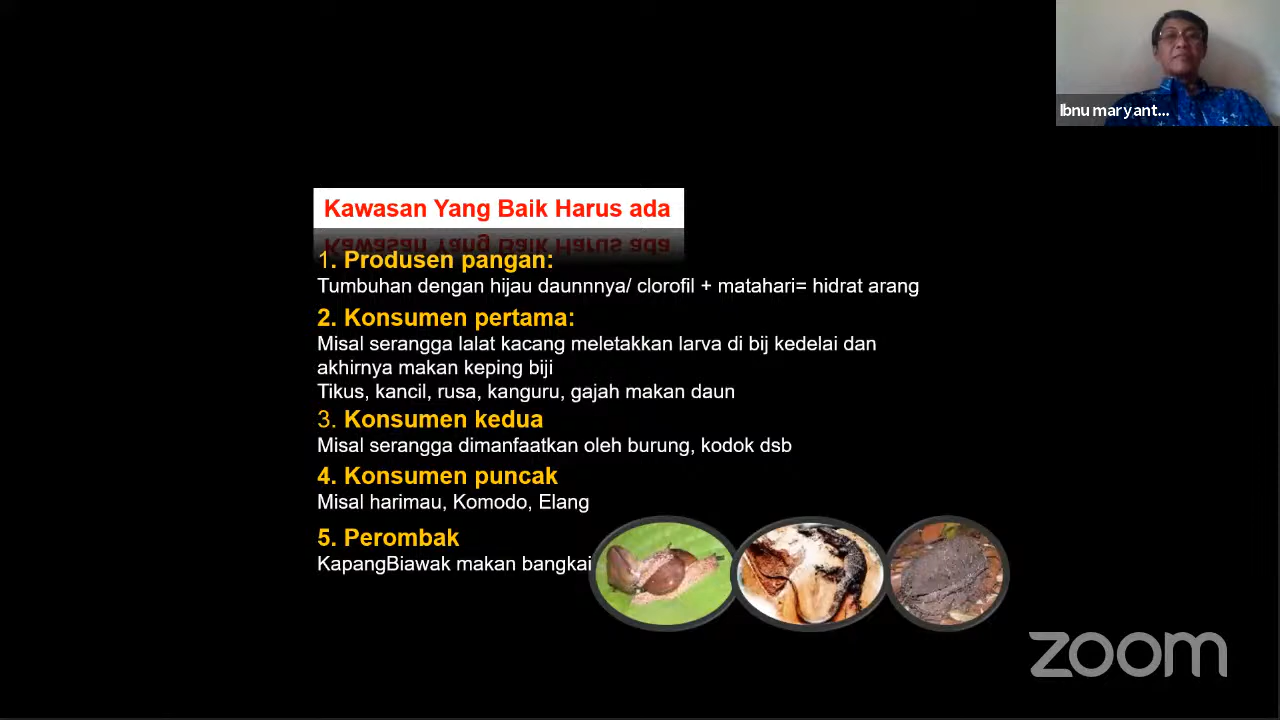 Ibnu maryant...
Kawasan Yang Baik Harus ada
1. Produsen pangan:
Tumbuhan dengan hijau daunnnya/ clorofil + matahari= hidrat arang
2. Konsumen pertama:
Misal serangga lalat kacang meletakkan larva di bij kedelai dan
akhirnya makan keping biji
Tikus, kancil, rusa, kanguru, gajah makan daun
3. Konsumen kedua
Misal serangga dimanfaatkan oleh burung, kodok dsb
4. Konsumen puncak
Misal harimau, Komodo, Elang
5. Perombak
KapangBiawak makan bangkai
zoom